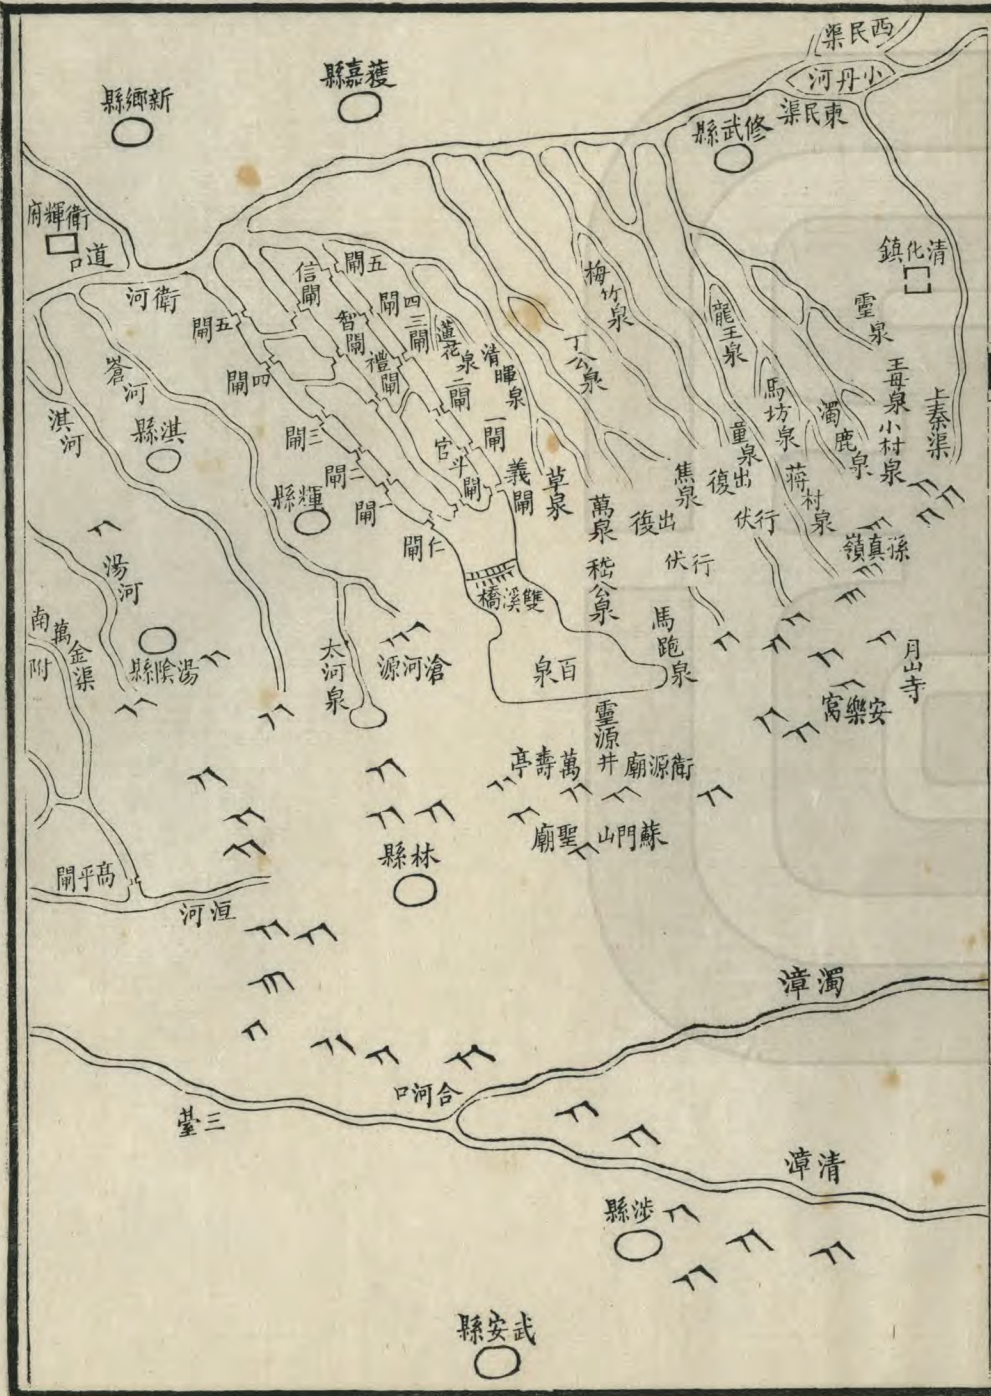 西民渠
小丹河
東民渠
修武縣
獲嘉縣
新鄉縣
衛輝府
道口
清化鎮
衛河
五閘
四閘
三閘
二閘
一閘
仁閘
信閘
智閘
禮閘
官斗閘
五閘
四閘
三閘
二閘
一閘
義閘
蓮花泉
清暉泉
丁公泉
梅竹泉
龍王泉
靈泉
馬坊泉
濁鹿泉
王母泉
小村泉
上秦渠
蒋村泉
童泉
復出
伏行
焦泉
復出
伏行
草泉
萬泉
嵇公泉
馬跑泉
孫真嶺
月山寺
安樂窩
雙溪橋
百泉
靈源井
衛源廟
萬壽亭
蘇門山
聖廟
輝縣
滄河源
太河泉
蒼河
淇河
淇縣
湯河
湯陰縣
萬金渠
南附
林縣
高平閘
洹河
濁漳
合河口
三臺
清漳
涉縣
武安縣